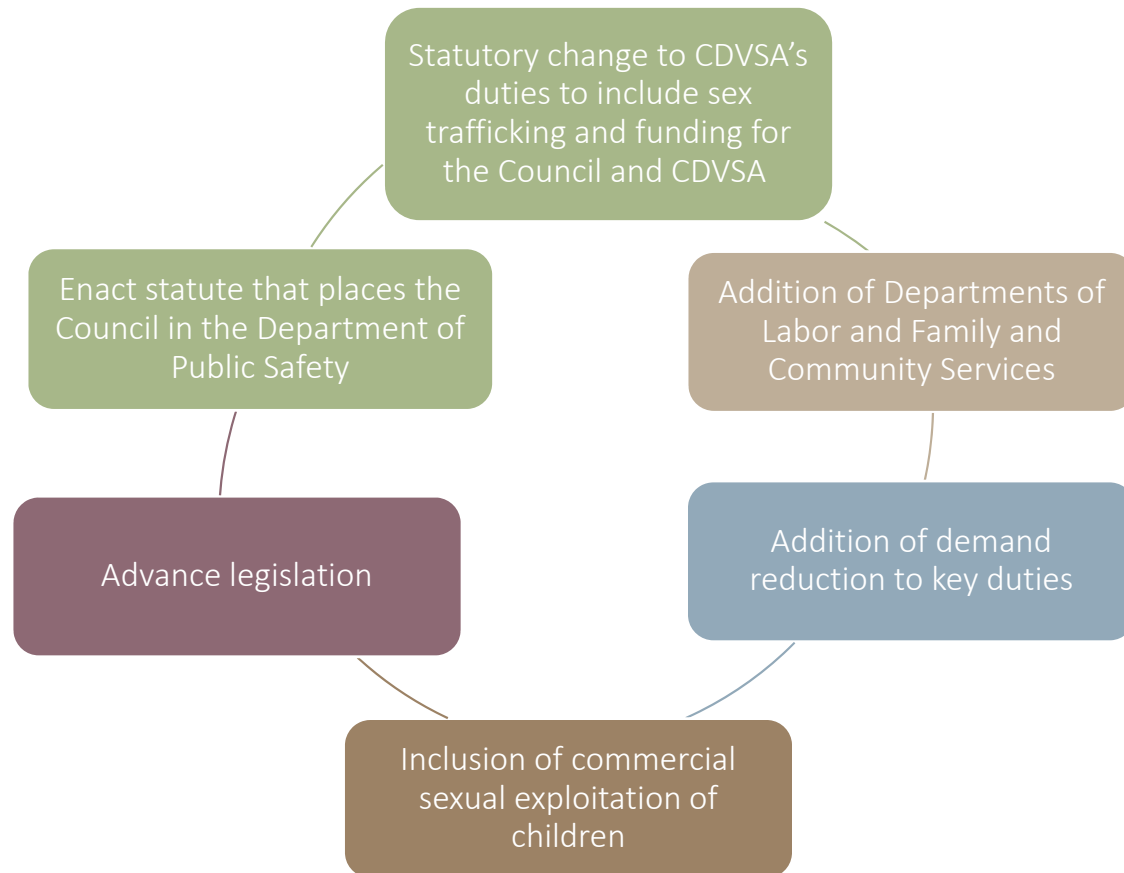 Statutory change to CDVSA’s
duties to include sex
trafficking and funding for
the Council and CDVSA
Addition of Departments of
Labor and Family and
Community Services
Addition of demand
reduction to key duties
Inclusion of commercial
sexual exploitation of
children
Advance legislation
Enact statute that places the
Council in the Department of
Public Safety